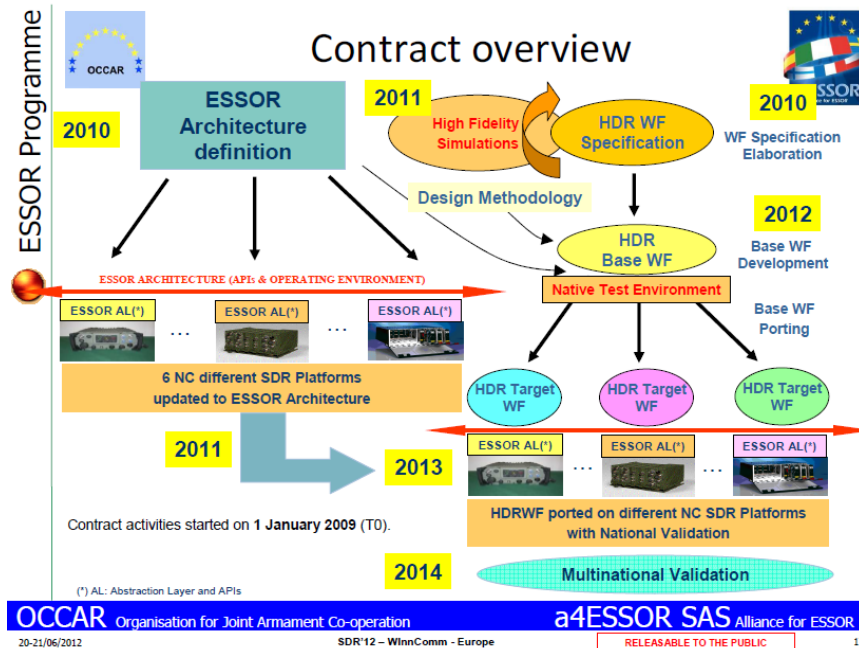 ESSOR Programme
OCCAR
Contract overview
ESSOR
2010
ESSOR
Architecture
definition
2011
High Fidelity
Simulations
HDR WF
Specification
2010
WF Specification
Elaboration
Design Methodology
2012
HDR
Base WF
Base WF
Development
Native Test Environment
Base WF
Porting
ESSOR ARCHITECTURE (APIs & OPERATING ENVIRONMENT)
ESSOR AL(*)
...
ESSOR AL(*)
...
ESSOR AL(*)
6 NC different SDR Platforms
updated to ESSOR Architecture
HDR Target
WF
HDR Target
WF
HDR Target
WF
2011
2013
ESSOR AL(*)
...
ESSOR AL(*)
...
ESSOR AL(*)
HDRWF ported on different NC SDR Platforms
with National Validation
Contract activities started on 1 January 2009 (T0).
2014
Multinational Validation
(*) AL: Abstraction Layer and APIs
OCCAR Organisation for Joint Armament Co-operation
a4ESSOR SAS Alliance for ESSOR
20-21/06/2012
SDR'12 – WInnComm - Europe
RELEASABLE TO THE PUBLIC
1